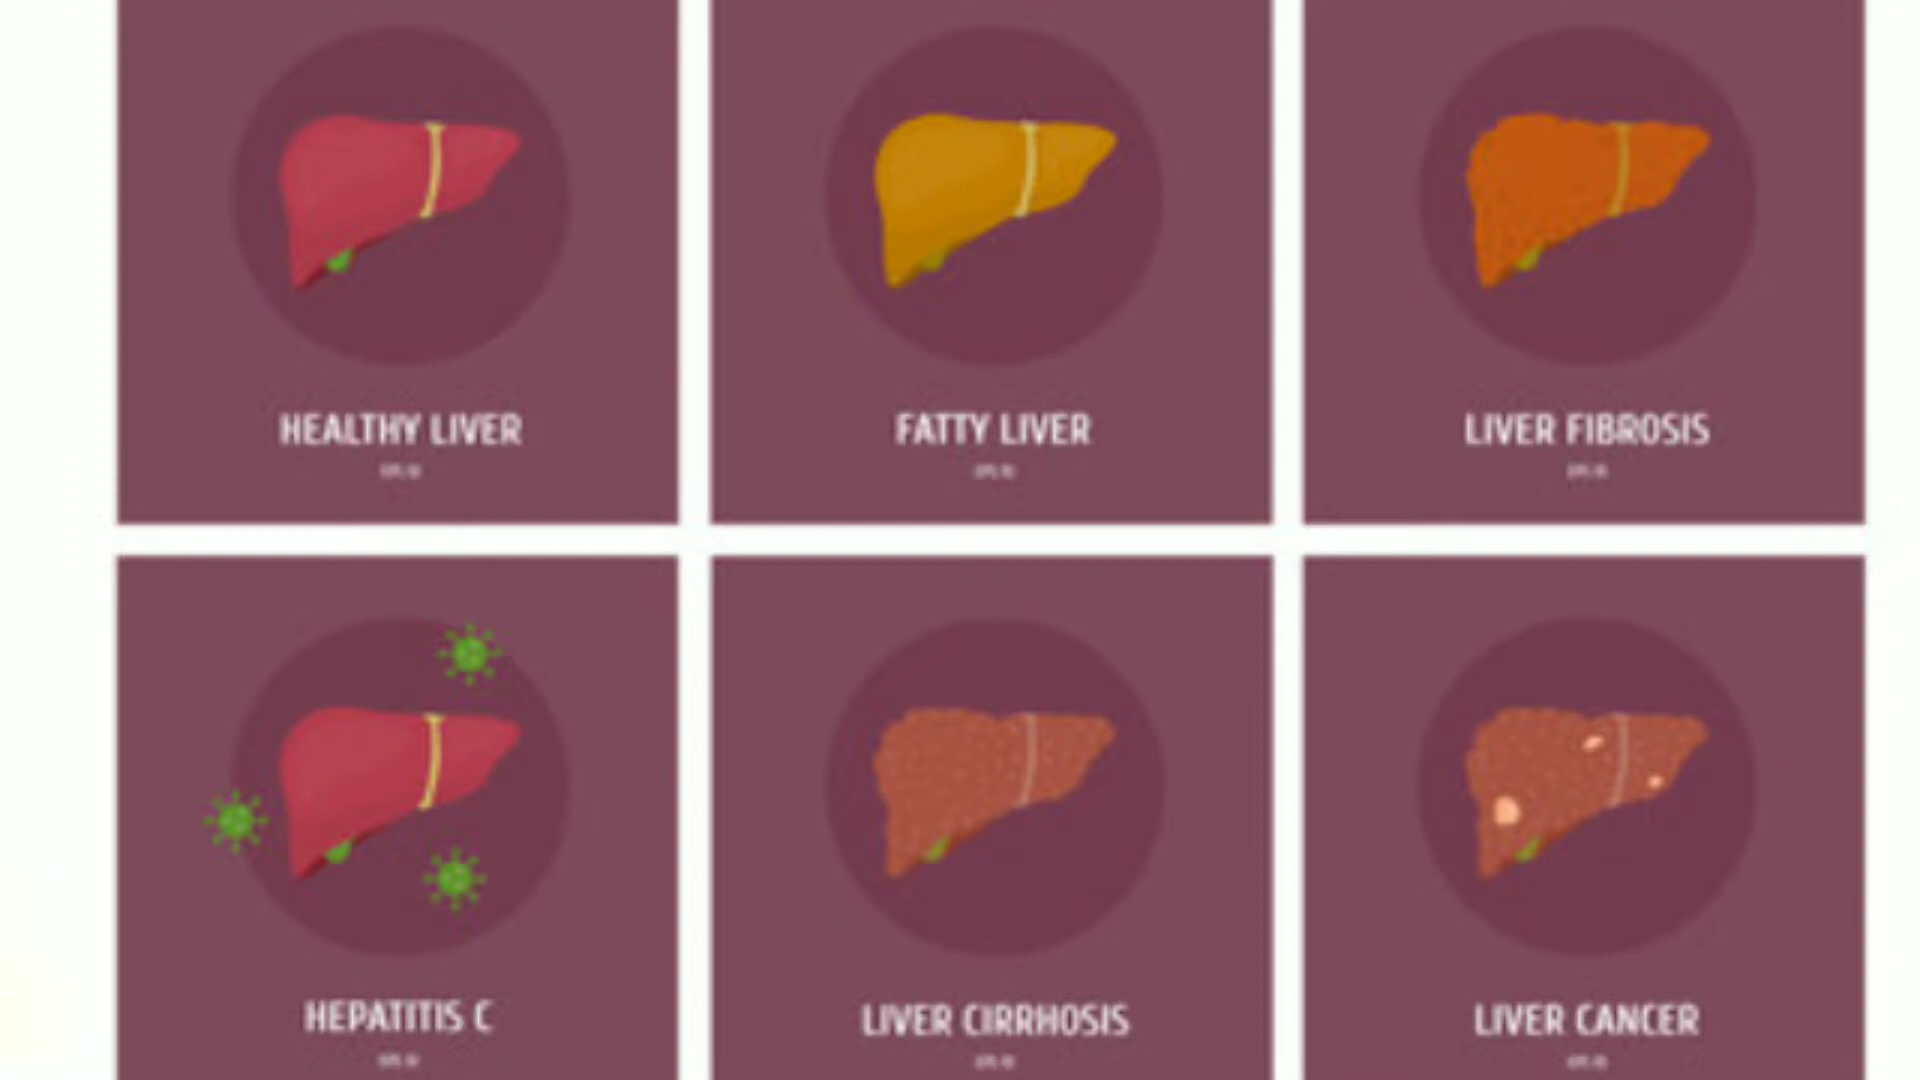 HEALTHY LIVER
FATTY LIVER
LIVER FIBROSIS
HEPATITIS C
LIVER CIRRHOSIS
LIVER CANCER